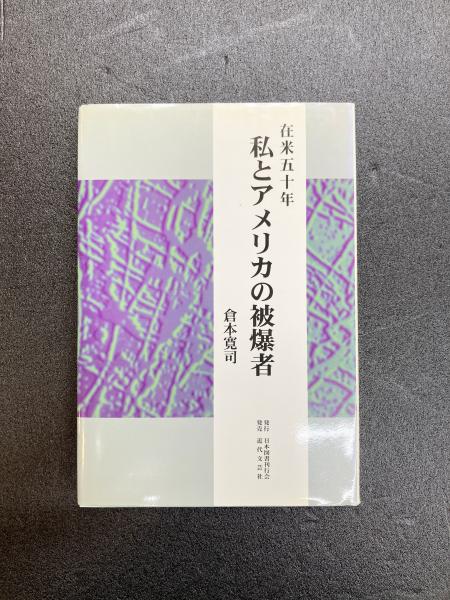 在米五十年
私とアメリカの被爆者
倉本寛司
発行 日本図書刊行会
発売 近代文芸社